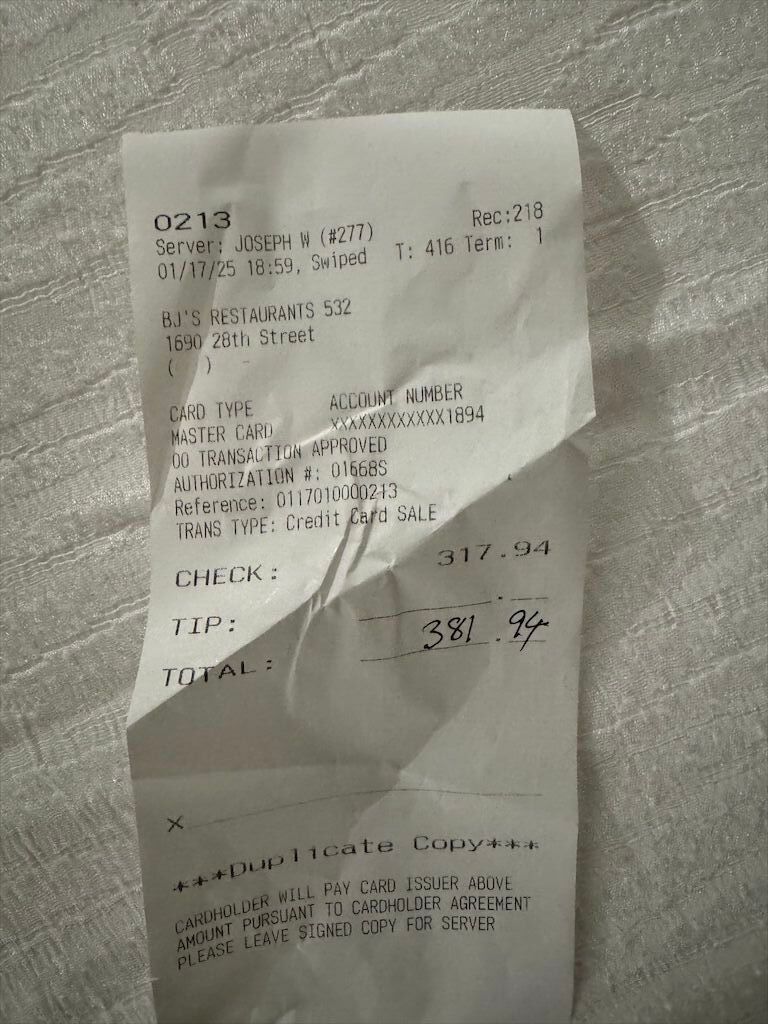 0213 Rec:218
Server: JOSEPH W (#277)
01/17/25 18:59, Swiped T: 416 Term: 1
BJ'S RESTAURANTS 532
1690 28th Street
( ) -
CARD TYPE ACCOUNT NUMBER
MASTER CARD XXXXXXXXXXXX1894
00 TRANSACTION APPROVED
AUTHORIZATION #: 01668S
Reference: 0117010000213
TRANS TYPE: Credit Card SALE
CHECK: 317.94
TIP: .
TOTAL: 381.94
X
***Duplicate Copy***
CARDHOLDER WILL PAY CARD ISSUER ABOVE
AMOUNT PURSUANT TO CARDHOLDER AGREEMENT
PLEASE LEAVE SIGNED COPY FOR SERVER